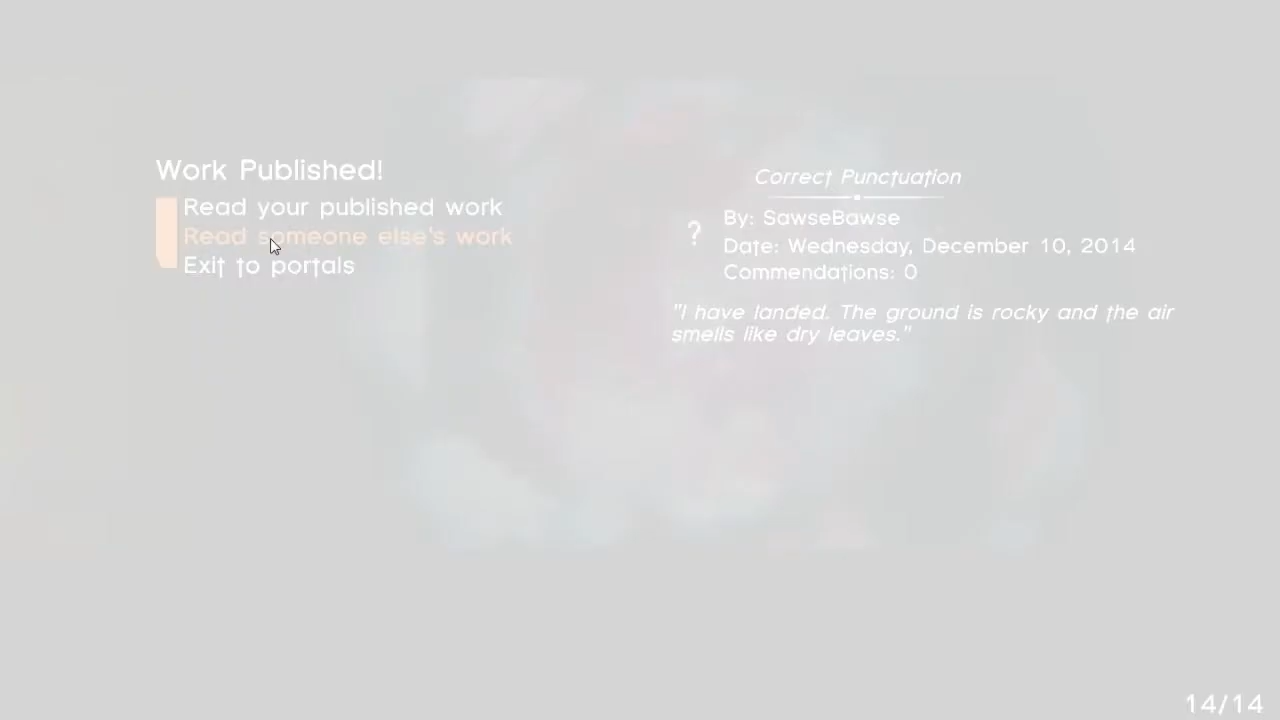 Work Published!
Read your published work
Read someone else's work
Exit to portals
Correct Punctuation
?
By: SawseBawse
Date: Wednesday, December 10, 2014
Commendations: 0
"I have landed. The ground is rocky and the air
smells like dry leaves."
14/14